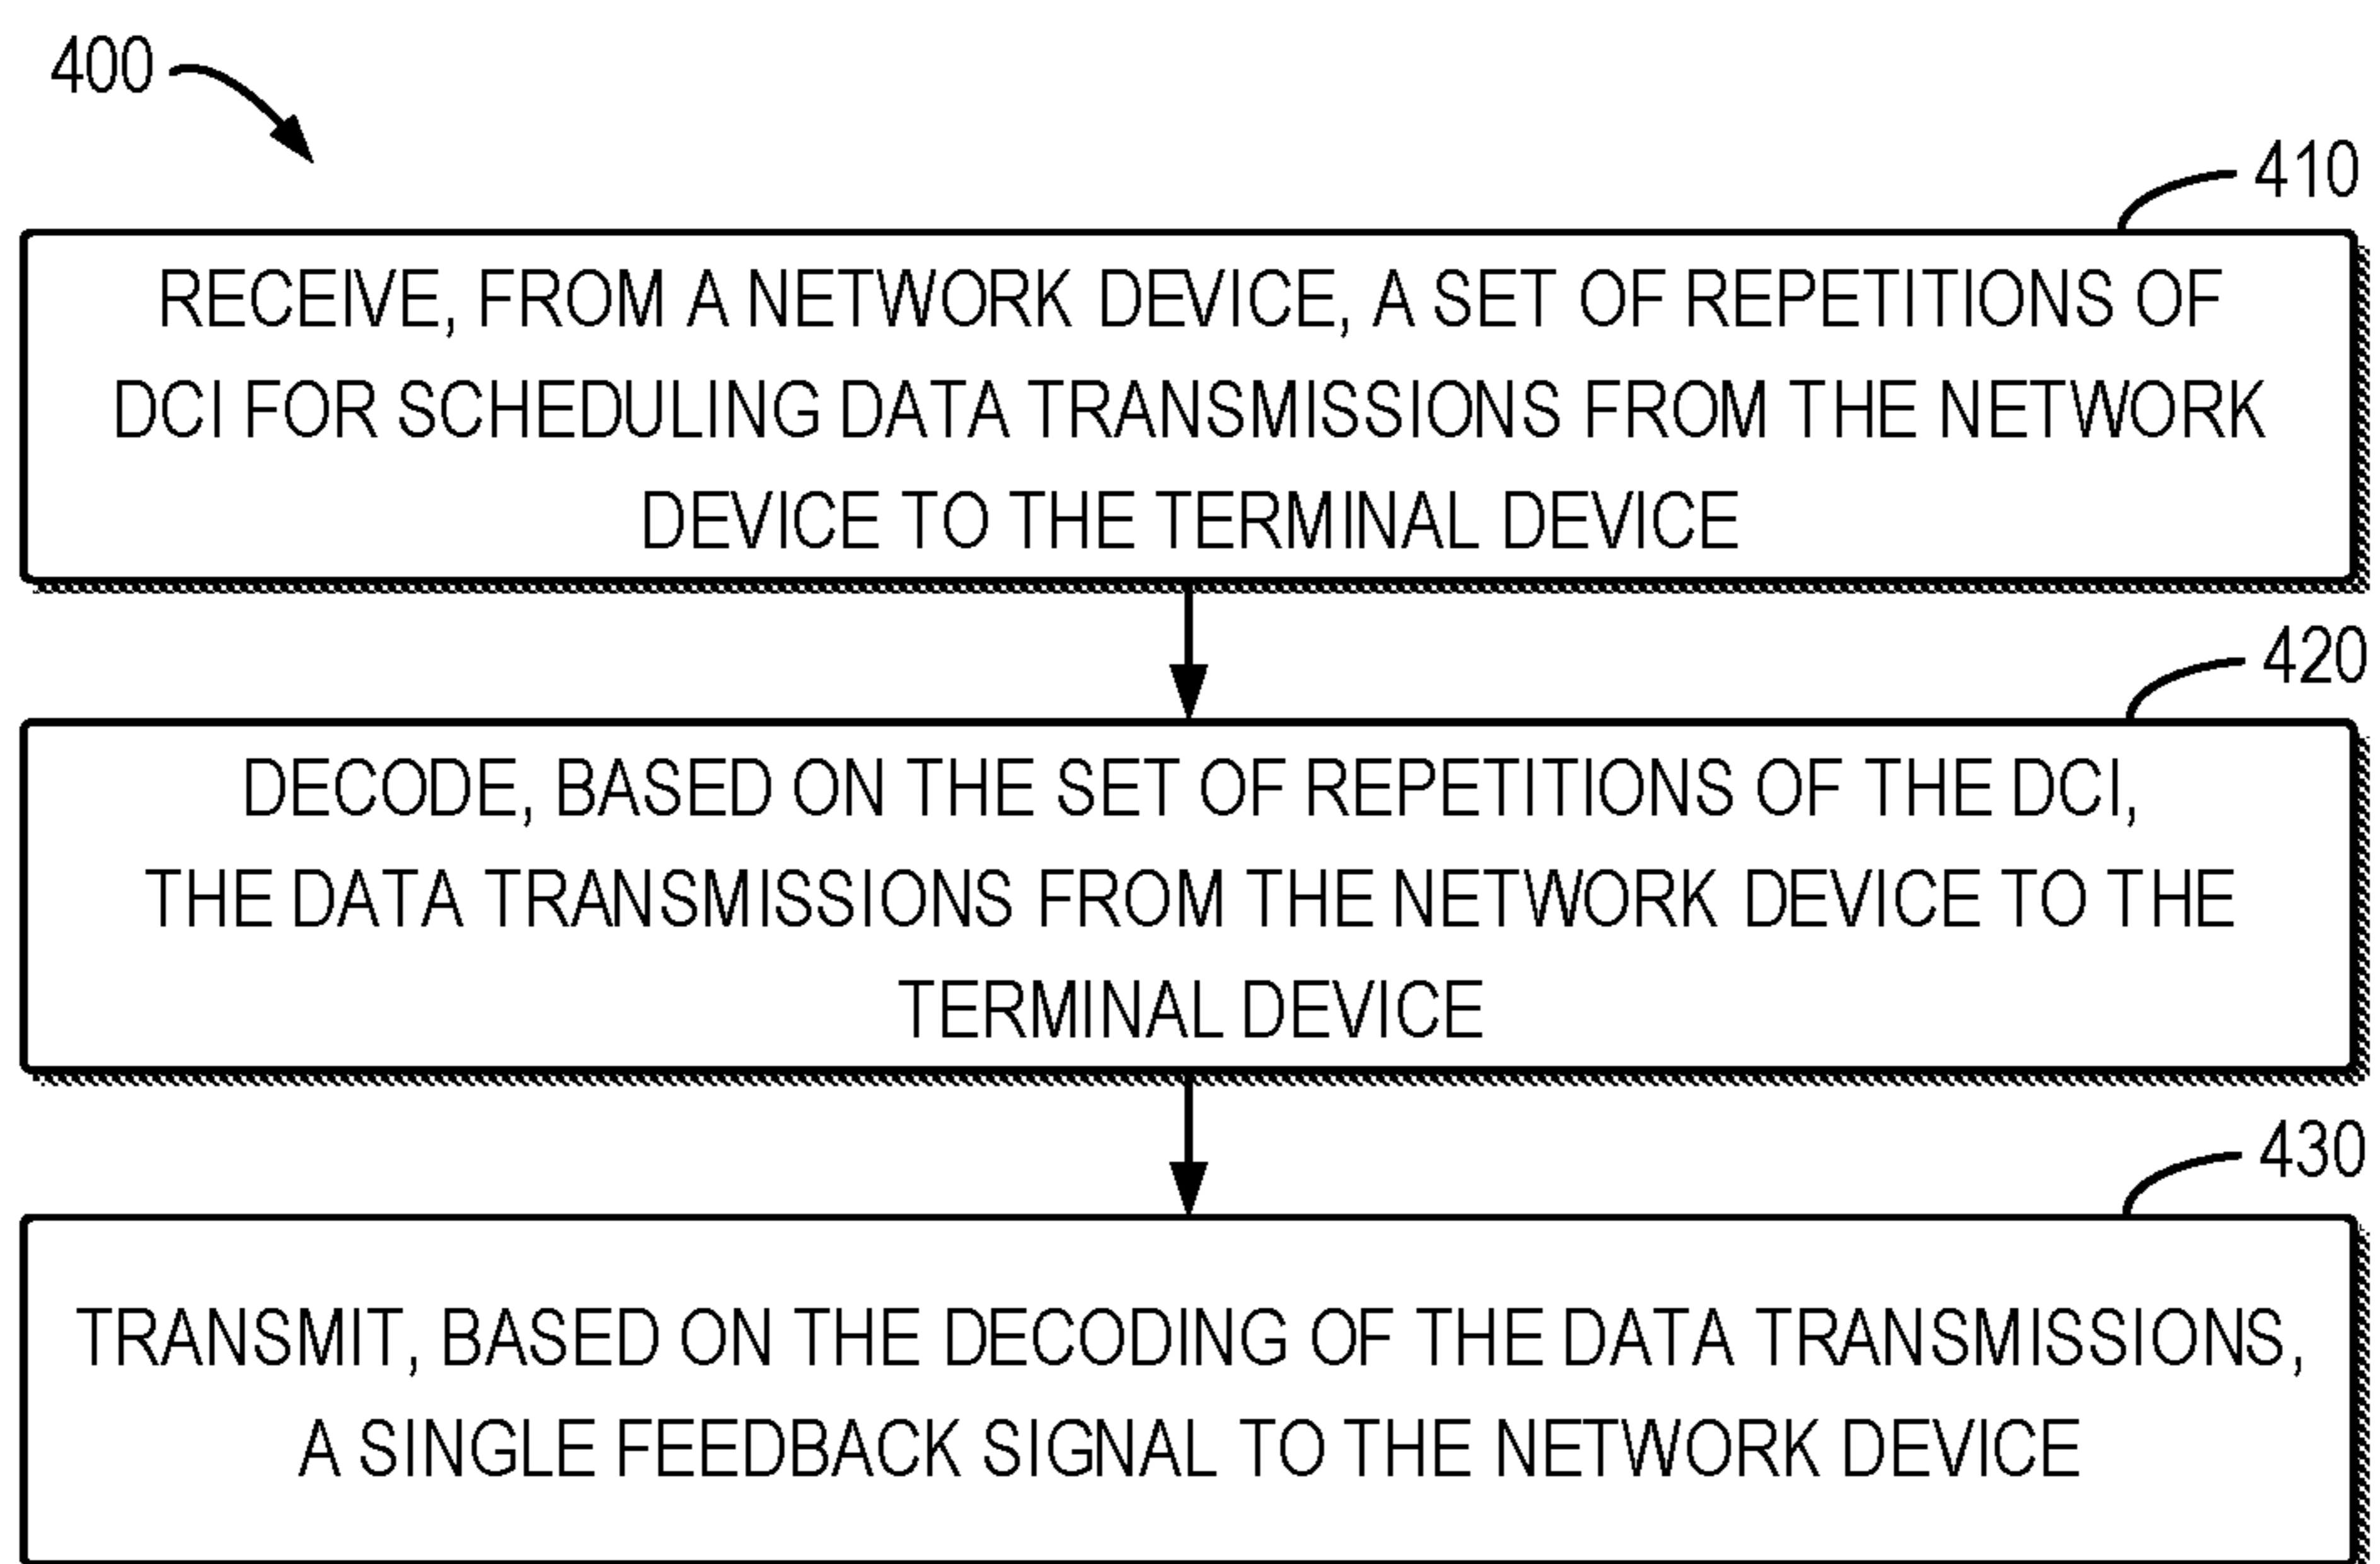 400
410
RECEIVE, FROM A NETWORK DEVICE, A SET OF REPETITIONS OF
DCI FOR SCHEDULING DATA TRANSMISSIONS FROM THE NETWORK
DEVICE TO THE TERMINAL DEVICE
420
DECODE, BASED ON THE SET OF REPETITIONS OF THE DCI,
THE DATA TRANSMISSIONS FROM THE NETWORK DEVICE TO THE
TERMINAL DEVICE
430
TRANSMIT, BASED ON THE DECODING OF THE DATA TRANSMISSIONS,
A SINGLE FEEDBACK SIGNAL TO THE NETWORK DEVICE